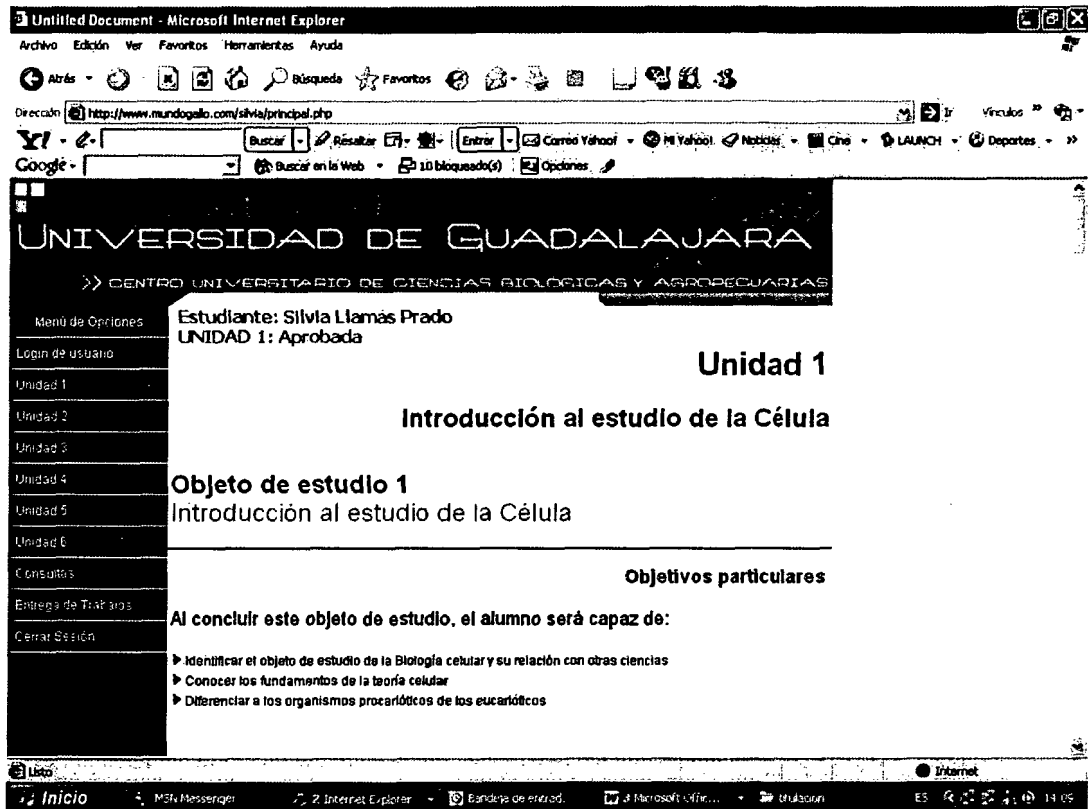 Untitled Document - Microsoft Internet Explorer
Archivo Edición Ver Favoritos Herramientas Ayuda
Atrás Búsqueda Favoritos
Dirección http://www.mundogallo.com/silvia/principal.php Ir Vínculos »
Y! Buscar Resaltar Entrar Correo Yahoo! Mi Yahoo! Noticias Cine LAUNCH Deportes »
Google Buscar en la Web 10 bloqueado(s) Opciones
UNIVERSIDAD DE GUADALAJARA
>> CENTRO UNIVERSITARIO DE CIENCIAS BIOLOGICAS Y AGROPECUARIAS
Menú de Opciones
Login de usuario
Unidad 1
Unidad 2
Unidad 3
Unidad 4
Unidad 5
Unidad 6
Consultas
Entrega de Trabajos
Cerrar Sesión
Estudiante: Silvia Llamas Prado
UNIDAD 1: Aprobada
Unidad 1
Introducción al estudio de la Célula
Objeto de estudio 1
Introducción al estudio de la Célula
Objetivos particulares
Al concluir este objeto de estudio, el alumno será capaz de:
Identificar el objeto de estudio de la Biología celular y su relación con otras ciencias
Conocer los fundamentos de la teoría celular
Diferenciar a los organismos procarióticos de los eucarióticos
Listo Internet
Inicio MSN Messenger 2 Internet Explorer Bandeja de entrad... 3 Microsoft Offic... titulacion ES 14:05